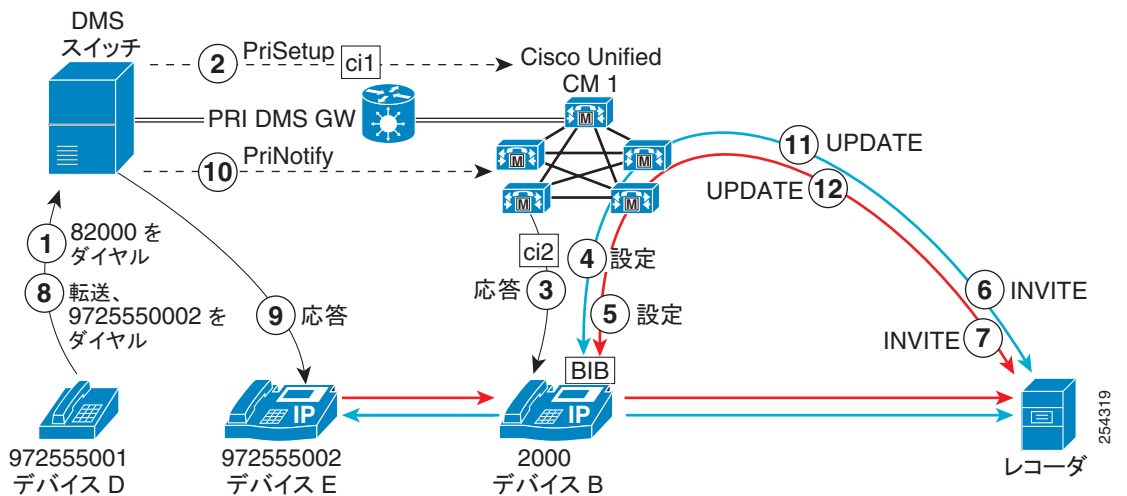 DMS
スイッチ
2 PriSetup ci1
Cisco Unified
CM 1
PRI DMS GW
M
M
M
M
M
10 PriNotify
11 UPDATE
UPDATE 12
1 82000 を
ダイヤル
8 転送、
9725550002 を
ダイヤル
9 応答
ci2
応答 3
4 設定
5 設定
6 INVITE
INVITE 7
BIB
IP
IP
972555001
デバイス D
972555002
デバイス E
2000
デバイス B
レコーダ
254319